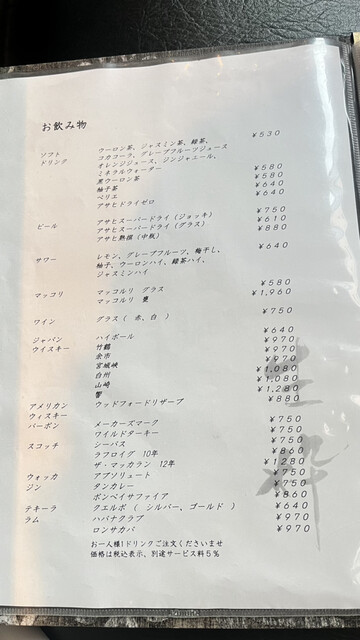 お飲み物
ソフト ウーロン茶、ジャスミン茶、緑茶、 ¥530
ドリンク コカコーラ、グレープフルーツジュース
オレンジジュース、ジンジャエール、
ミネラルウォーター ¥580
黒ウーロン茶 ¥580
柚子茶 ¥640
ペリエ ¥640
アサヒドライゼロ
ビール アサヒスーパードライ(ジョッキ) ¥750
アサヒスーパードライ(グラス) ¥610
アサヒ熟撰(中瓶) ¥880
サワー レモン、グレープフルーツ、梅干し、 ¥640
柚子、ウーロンハイ、緑茶ハイ、
ジャスミンハイ
マッコリ マッコルリ グラス ¥580
マッコルリ 甕 ¥1,960
ワイン グラス(赤、白) ¥750
ジャパン ハイボール ¥640
ウイスキー 竹鶴 ¥970
余市 ¥970
宮城峡 ¥970
白州 ¥1,080
山崎 ¥1,080
響 ¥1,280
アメリカン ウッドフォードリザーブ ¥880
ウィスキー
バーボン メーカーズマーク ¥750
ワイルドターキー ¥750
スコッチ シーバス ¥750
ラフロイグ 10年 ¥860
ザ・マッカラン 12年 ¥1280
ウォッカ アブソリュート ¥750
ジン タンカレー ¥750
ボンベイサファイア ¥860
テキーラ クエルボ(シルバー、ゴールド) ¥640
ラム ハバナクラブ ¥970
ロンサカパ ¥970
お一人様1ドリンクご注文くださいませ
価格は税込表示、別途サービス料5%